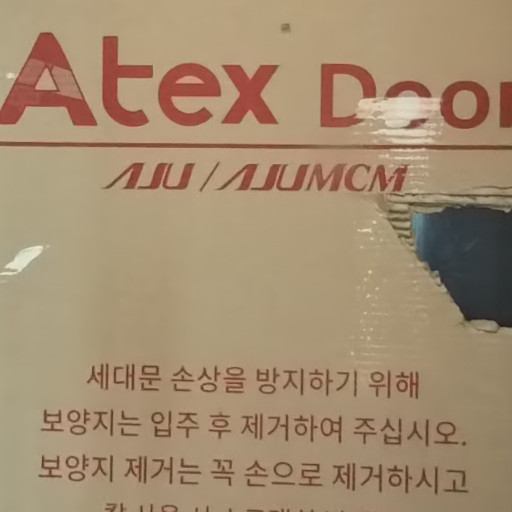 Atex Door
AJU / AJUMCM
세대문 손상을 방지하기 위해
보양지는 입주 후 제거하여 주십시오.
보양지 제거는 꼭 손으로 제거하시고